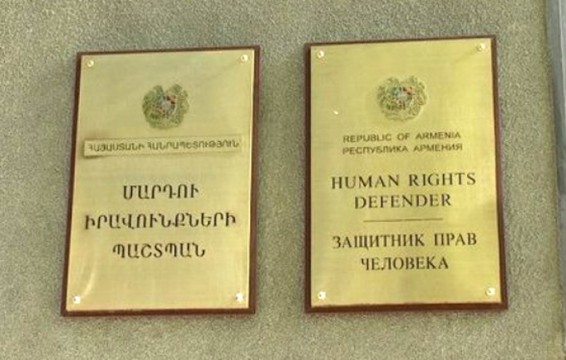 ՀԱՅԱՍՏԱՆԻ ՀԱՆՐԱՊԵՏՈՒԹՅՈՒՆ
ՄԱՐԴՈՒ
ԻՐԱՎՈՒՆՔՆԵՐԻ
ՊԱՇՏՊԱՆ
REPUBLIC OF ARMENIA
РЕСПУБЛИКА АРМЕНИЯ
HUMAN RIGHTS
DEFENDER
ЗАЩИТНИК ПРАВ
ЧЕЛОВЕКА